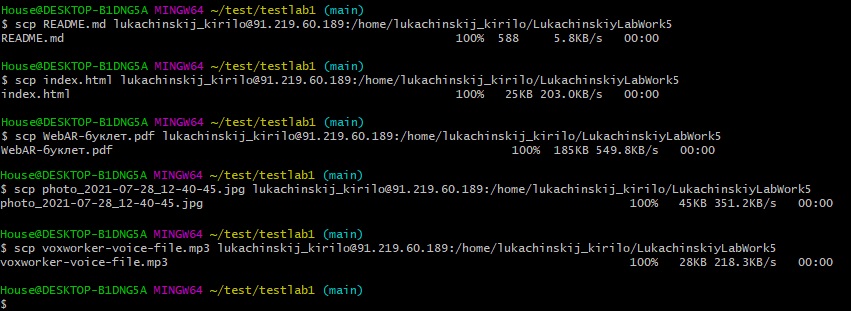 House@DESKTOP-B1DNG5A MINGW64 ~/test/testlab1 (main)
$ scp README.md lukachinskij_kirilo@91.219.60.189:/home/lukachinskij_kirilo/LukachinskiyLabWork5
README.md 100% 588 5.8KB/s 00:00
House@DESKTOP-B1DNG5A MINGW64 ~/test/testlab1 (main)
$ scp index.html lukachinskij_kirilo@91.219.60.189:/home/lukachinskij_kirilo/LukachinskiyLabWork5
index.html 100% 25KB 203.0KB/s 00:00
House@DESKTOP-B1DNG5A MINGW64 ~/test/testlab1 (main)
$ scp WebAR-буклет.pdf lukachinskij_kirilo@91.219.60.189:/home/lukachinskij_kirilo/LukachinskiyLabWork5
WebAR-буклет.pdf 100% 185KB 549.8KB/s 00:00
House@DESKTOP-B1DNG5A MINGW64 ~/test/testlab1 (main)
$ scp photo_2021-07-28_12-40-45.jpg lukachinskij_kirilo@91.219.60.189:/home/lukachinskij_kirilo/LukachinskiyLabWork5
photo_2021-07-28_12-40-45.jpg 100% 45KB 351.2KB/s 00:00
House@DESKTOP-B1DNG5A MINGW64 ~/test/testlab1 (main)
$ scp voxworker-voice-file.mp3 lukachinskij_kirilo@91.219.60.189:/home/lukachinskij_kirilo/LukachinskiyLabWork5
voxworker-voice-file.mp3 100% 28KB 218.3KB/s 00:00
House@DESKTOP-B1DNG5A MINGW64 ~/test/testlab1 (main)
$